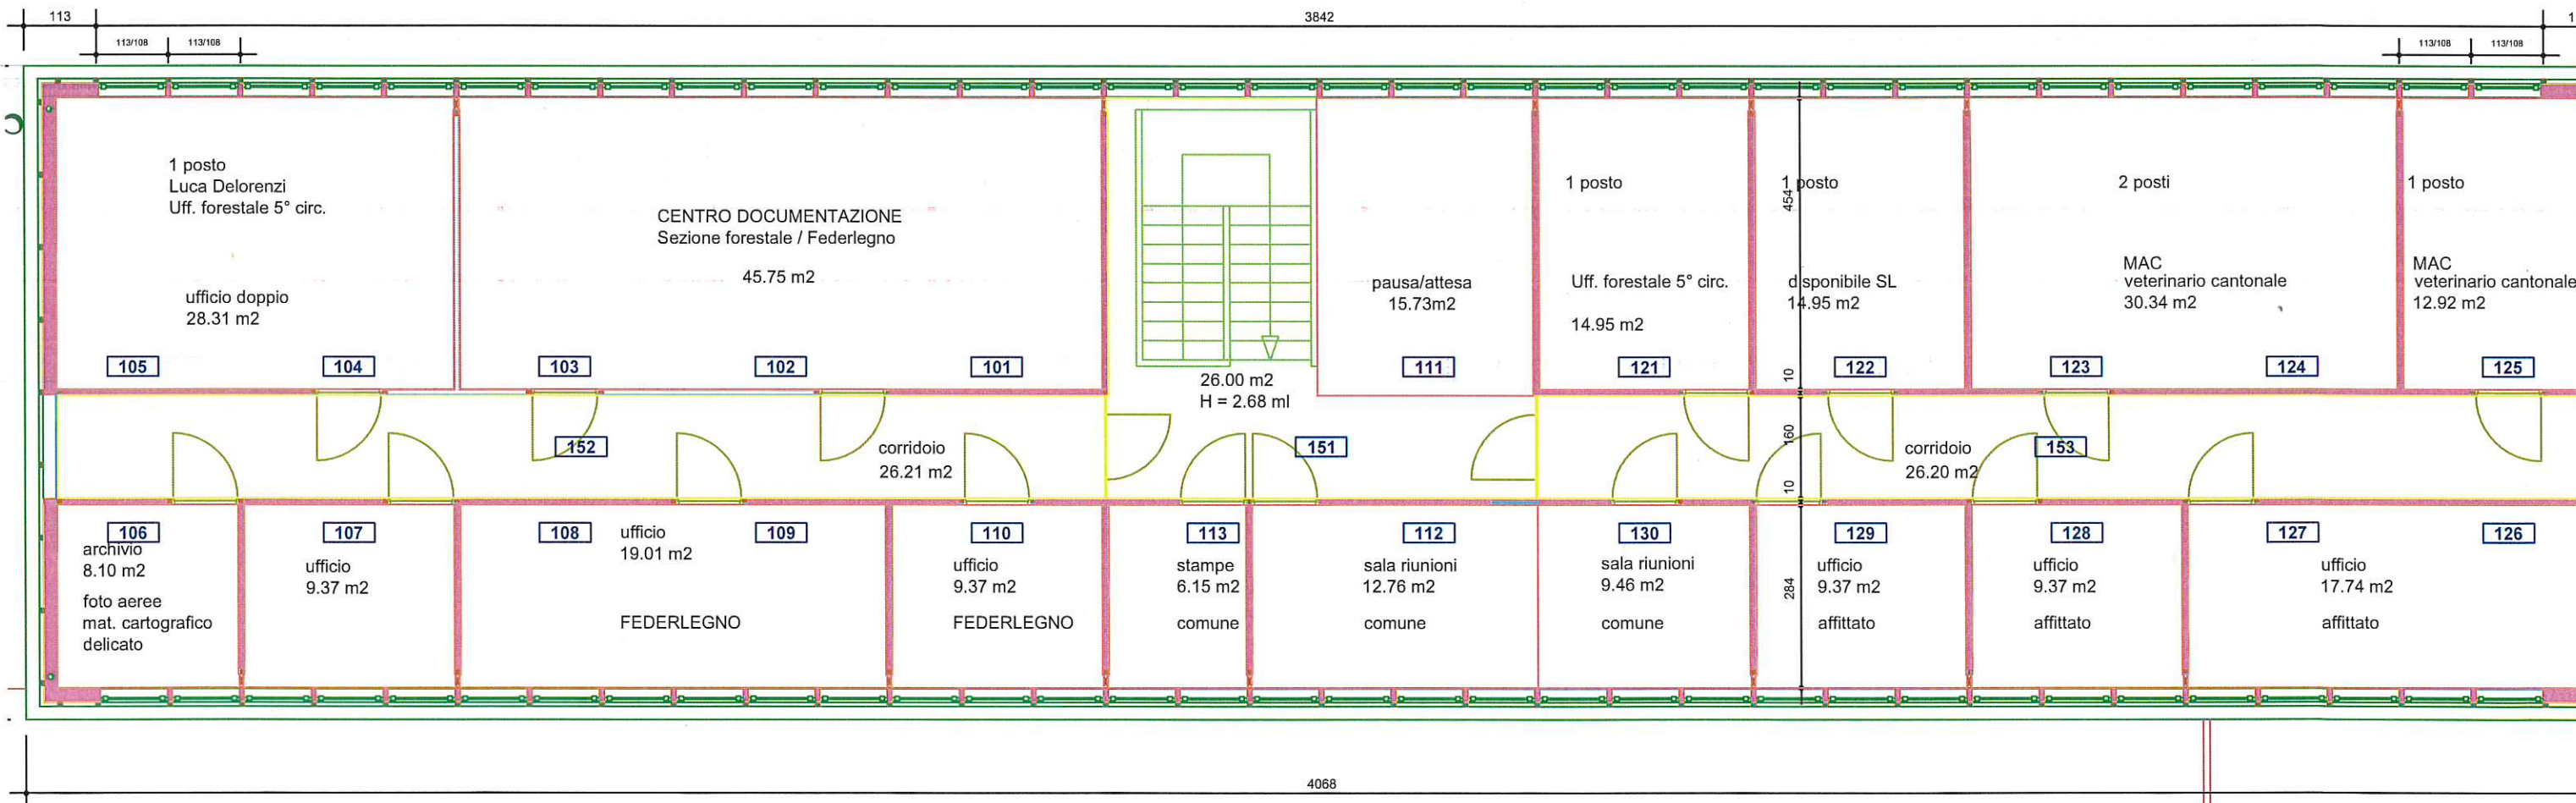 113
3842
1
113/108
113/108
113/108
113/108
1 posto
Luca Delorenzi
Uff. forestale 5° circ.
ufficio doppio
28.31 m2
105
104
CENTRO DOCUMENTAZIONE
Sezione forestale / Federlegno
45.75 m2
103
102
101
26.00 m2
H = 2.68 ml
pausa/attesa
15.73m2
111
1 posto
Uff. forestale 5° circ.
14.95 m2
121
1 posto
454
d sponibile SL
14.95 m2
10
122
2 posti
MAC
veterinario cantonale
30.34 m2
123
124
1 posto
MAC
veterinario cantonale
12.92 m2
125
152
corridoio
26.21 m2
151
160
corridoio
26.20 m2
153
10
106
archivio
8.10 m2
foto aeree
mat. cartografico
delicato
107
ufficio
9.37 m2
108
ufficio
19.01 m2
109
FEDERLEGNO
110
ufficio
9.37 m2
FEDERLEGNO
113
stampe
6.15 m2
comune
112
sala riunioni
12.76 m2
comune
130
sala riunioni
9.46 m2
comune
284
129
ufficio
9.37 m2
affittato
128
ufficio
9.37 m2
affittato
127
126
ufficio
17.74 m2
affittato
4068